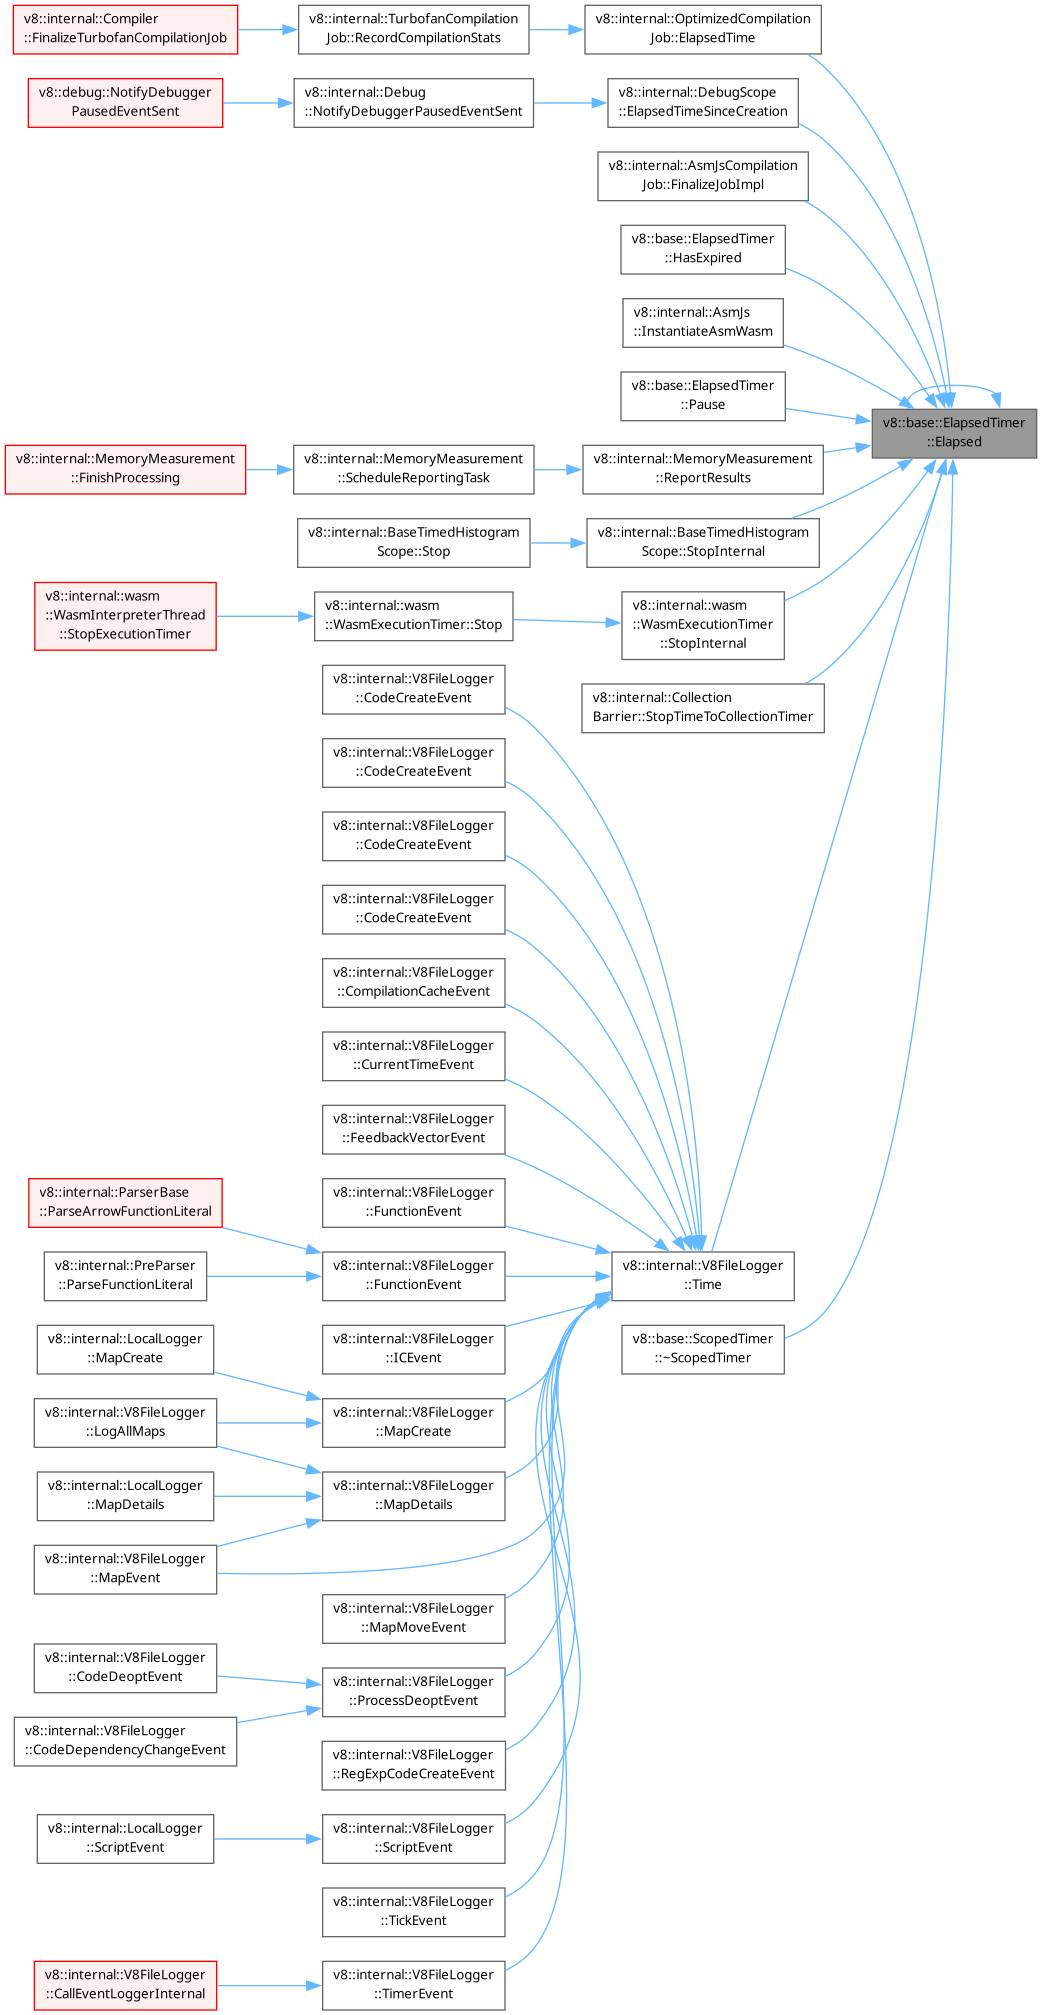 v8::internal::Compiler
::FinalizeTurbofanCompilationJob
v8::internal::TurbofanCompilation
Job::RecordCompilationStats
v8::internal::OptimizedCompilation
Job::ElapsedTime
v8::debug::NotifyDebugger
PausedEventSent
v8::internal::Debug
::NotifyDebuggerPausedEventSent
v8::internal::DebugScope
::ElapsedTimeSinceCreation
v8::internal::AsmJsCompilation
Job::FinalizeJobImpl
v8::base::ElapsedTimer
::HasExpired
v8::internal::AsmJs
::InstantiateAsmWasm
v8::base::ElapsedTimer
::Pause
v8::base::ElapsedTimer
::Elapsed
v8::internal::MemoryMeasurement
::FinishProcessing
v8::internal::MemoryMeasurement
::ScheduleReportingTask
v8::internal::MemoryMeasurement
::ReportResults
v8::internal::BaseTimedHistogram
Scope::Stop
v8::internal::BaseTimedHistogram
Scope::StopInternal
v8::internal::wasm
::WasmInterpreterThread
::StopExecutionTimer
v8::internal::wasm
::WasmExecutionTimer::Stop
v8::internal::wasm
::WasmExecutionTimer
::StopInternal
v8::internal::V8FileLogger
::CodeCreateEvent
v8::internal::Collection
Barrier::StopTimeToCollectionTimer
v8::internal::V8FileLogger
::CodeCreateEvent
v8::internal::V8FileLogger
::CodeCreateEvent
v8::internal::V8FileLogger
::CodeCreateEvent
v8::internal::V8FileLogger
::CompilationCacheEvent
v8::internal::V8FileLogger
::CurrentTimeEvent
v8::internal::V8FileLogger
::FeedbackVectorEvent
v8::internal::ParserBase
::ParseArrowFunctionLiteral
v8::internal::V8FileLogger
::FunctionEvent
v8::internal::PreParser
::ParseFunctionLiteral
v8::internal::V8FileLogger
::FunctionEvent
v8::internal::V8FileLogger
::Time
v8::internal::LocalLogger
::MapCreate
v8::internal::V8FileLogger
::ICEvent
v8::base::ScopedTimer
::~ScopedTimer
v8::internal::V8FileLogger
::LogAllMaps
v8::internal::V8FileLogger
::MapCreate
v8::internal::LocalLogger
::MapDetails
v8::internal::V8FileLogger
::MapDetails
v8::internal::V8FileLogger
::MapEvent
v8::internal::V8FileLogger
::MapMoveEvent
v8::internal::V8FileLogger
::CodeDeoptEvent
v8::internal::V8FileLogger
::ProcessDeoptEvent
v8::internal::V8FileLogger
::CodeDependencyChangeEvent
v8::internal::V8FileLogger
::RegExpCodeCreateEvent
v8::internal::LocalLogger
::ScriptEvent
v8::internal::V8FileLogger
::ScriptEvent
v8::internal::V8FileLogger
::TickEvent
v8::internal::V8FileLogger
::CallEventLoggerInternal
v8::internal::V8FileLogger
::TimerEvent